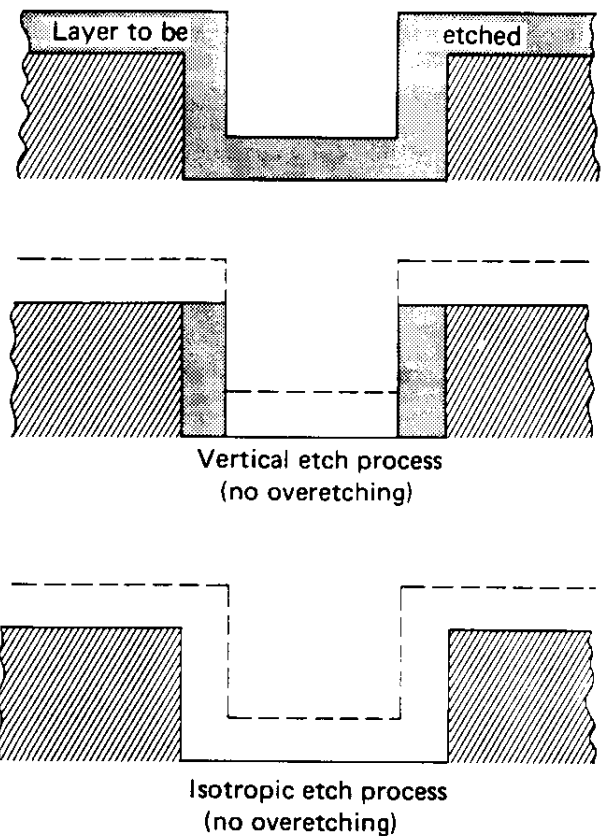 Layer to be etched
Vertical etch process
(no overetching)
Isotropic etch process
(no overetching)